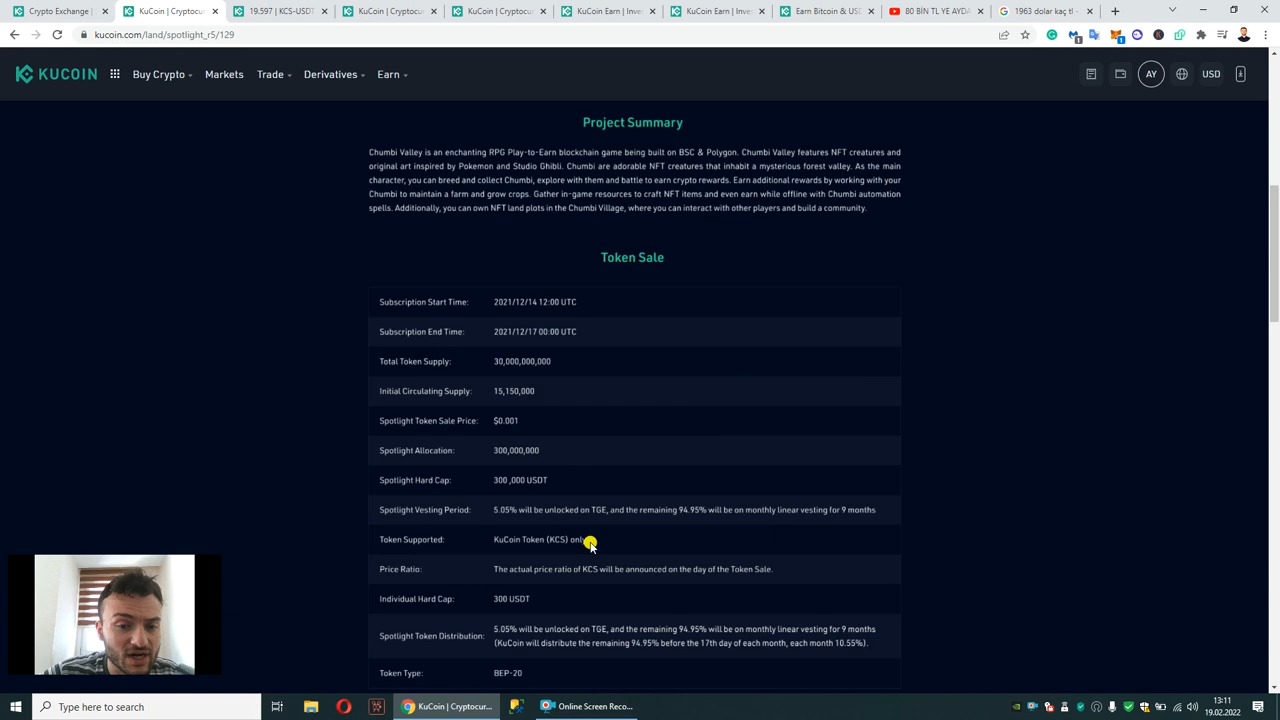 Crypto Exchange |
KuCoin | Cryptocur
19.597 | KCS-USDT
KuCoin | Cryptocur
KuCoin | Cryptocur
KuCoin Earn | Inves
KuCoin Earn | Inves
Earn Bitcoin & USD
80 BİN TL YE AYDA
1963 dolar kaç tl -
kucoin.com/land/spotlight_r5/129
KUCOIN
Buy Crypto
Markets
Trade
Derivatives
Earn
AY
USD
Project Summary
Chumbi Valley is an enchanting RPG Play-to-Earn blockchain game being built on BSC & Polygon. Chumbi Valley features NFT creatures and
original art inspired by Pokemon and Studio Ghibli. Chumbi are adorable NFT creatures that inhabit a mysterious forest valley. As the main
character, you can breed and collect Chumbi, explore with them and battle to earn crypto rewards. Earn additional rewards by working with your
Chumbi to maintain a farm and grow crops. Gather in-game resources to craft NFT items and even earn while offline with Chumbi automation
spells. Additionally, you can own NFT land plots in the Chumbi Village, where you can interact with other players and build a community.
Token Sale
Subscription Start Time: 2021/12/14 12:00 UTC
Subscription End Time: 2021/12/17 00:00 UTC
Total Token Supply: 30,000,000,000
Initial Circulating Supply: 15,150,000
Spotlight Token Sale Price: $0.001
Spotlight Allocation: 300,000,000
Spotlight Hard Cap: 300 ,000 USDT
Spotlight Vesting Period: 5.05% will be unlocked on TGE, and the remaining 94.95% will be on monthly linear vesting for 9 months
Token Supported: KuCoin Token (KCS) only
Price Ratio: The actual price ratio of KCS will be announced on the day of the Token Sale.
Individual Hard Cap: 300 USDT
Spotlight Token Distribution: 5.05% will be unlocked on TGE, and the remaining 94.95% will be on monthly linear vesting for 9 months
(KuCoin will distribute the remaining 94.95% before the 17th day of each month, each month 10.55%).
Token Type: BEP-20
Type here to search
KuCoin | Cryptocur...
Online Screen Reco...
13:11
19.02.2022